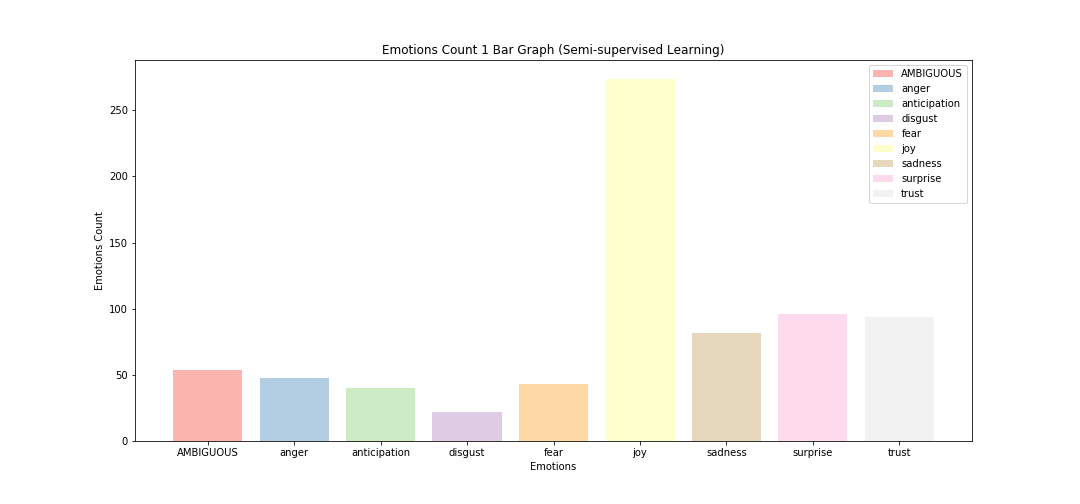 Emotions Count 1 Bar Graph (Semi-supervised Learning)
AMBIGUOUS
anger
anticipation
disgust
fear
joy
sadness
surprise
trust
Emotions Count
250
200
150
100
50
0
AMBIGUOUS anger anticipation disgust fear joy sadness surprise trust
Emotions